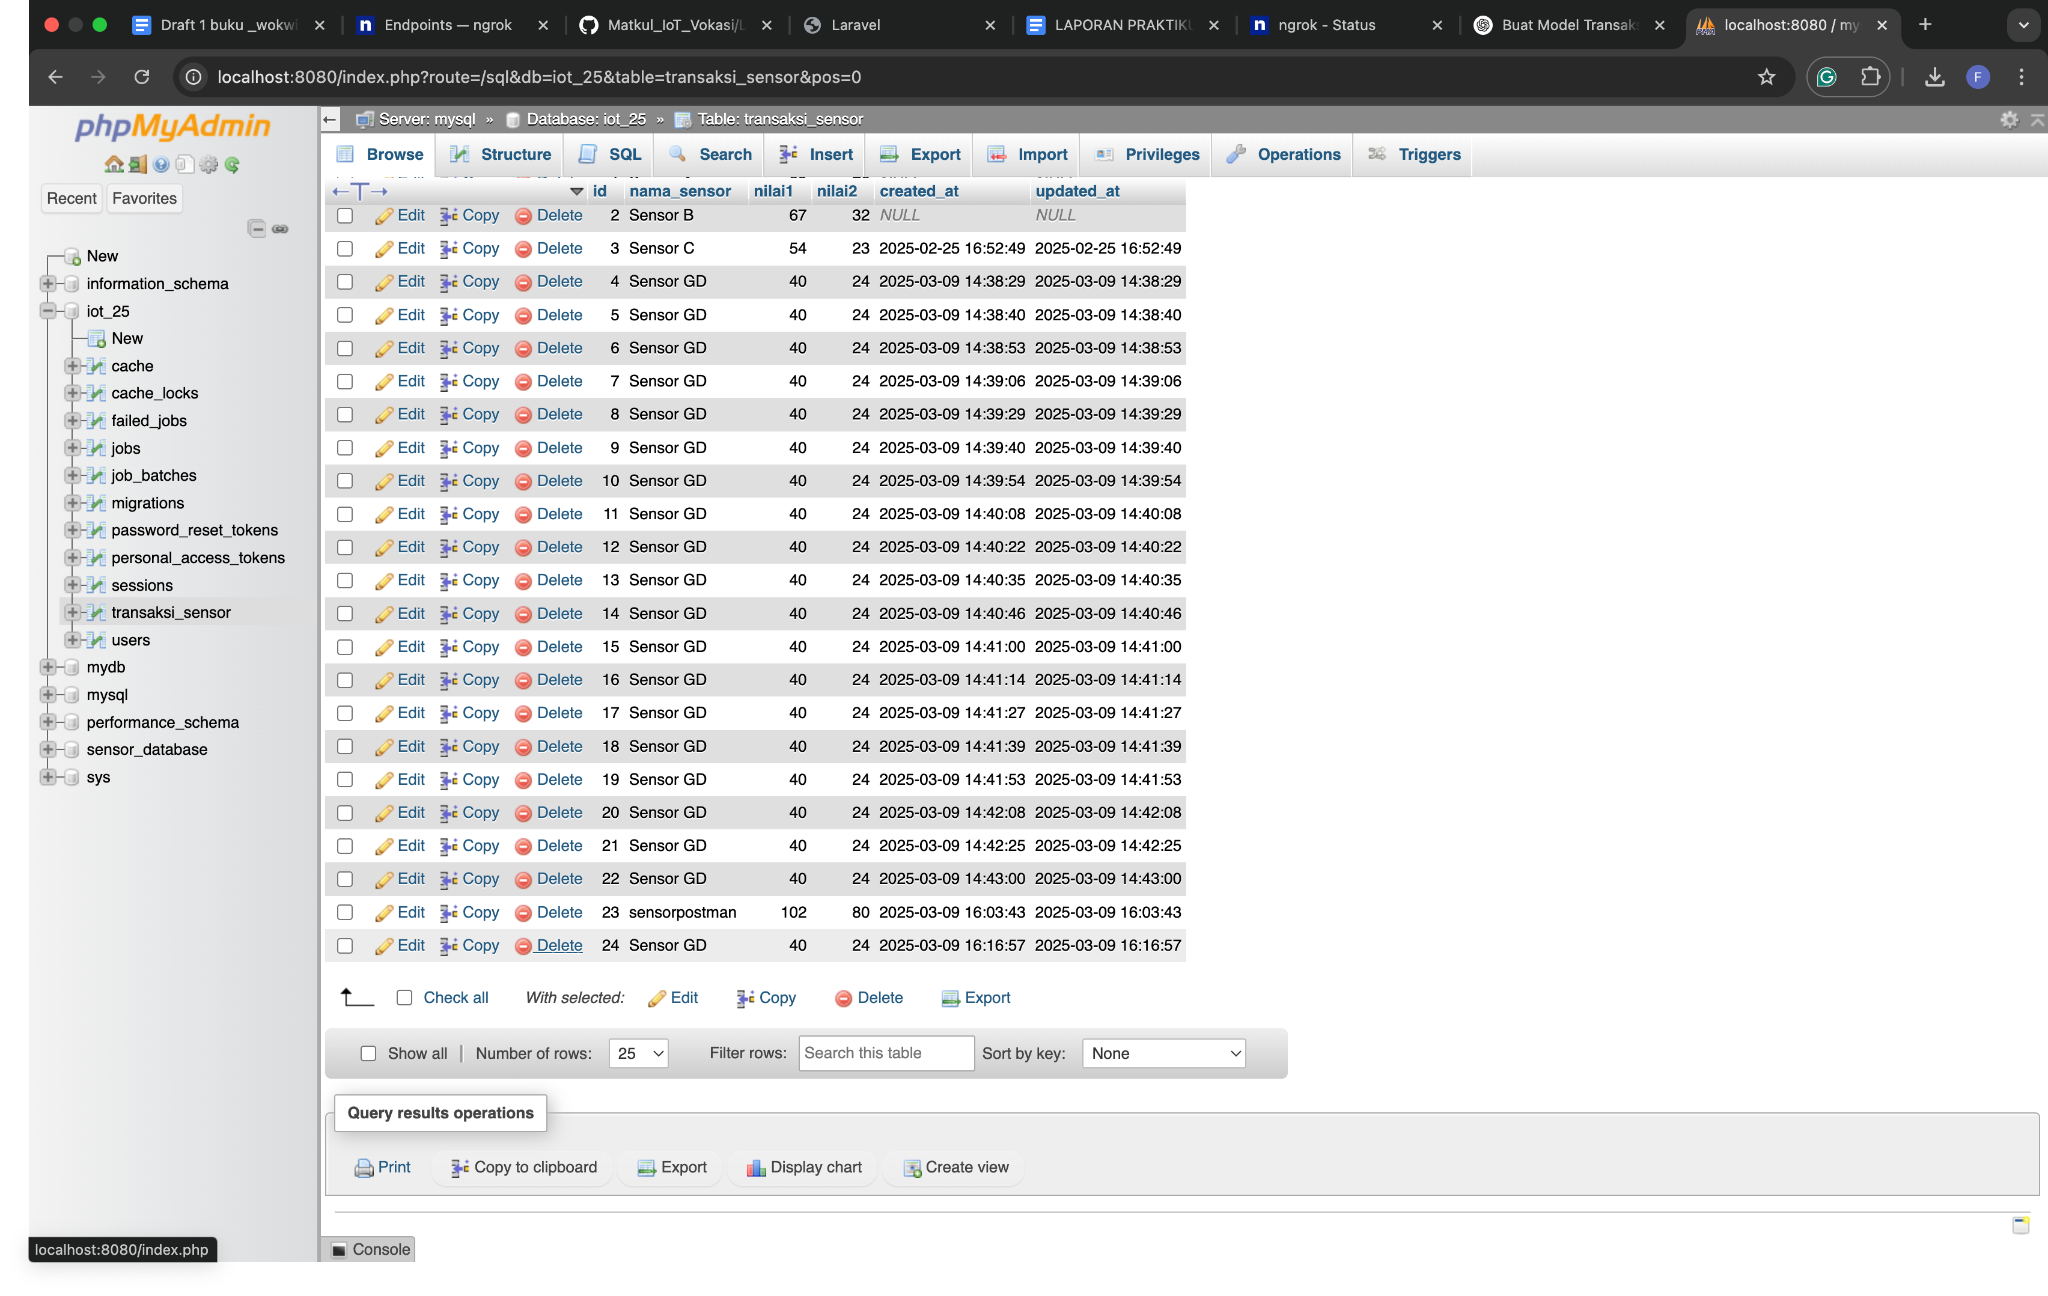 Draft 1 buku _wokwi
Endpoints — ngrok
Matkul_IoT_Vokasi/L
Laravel
LAPORAN PRAKTIKU
ngrok - Status
Buat Model Transak
localhost:8080 / my
localhost:8080/index.php?route=/sql&db=iot_25&table=transaksi_sensor&pos=0
F
phpMyAdmin
Recent
Favorites
New
information_schema
iot_25
New
cache
cache_locks
failed_jobs
jobs
job_batches
migrations
password_reset_tokens
personal_access_tokens
sessions
transaksi_sensor
users
mydb
mysql
performance_schema
sensor_database
sys
localhost:8080/index.php
Server: mysql » Database: iot_25 » Table: transaksi_sensor
Browse Structure SQL Search Insert Export Import Privileges Operations Triggers
←T→ id nama_sensor nilai1 nilai2 created_at updated_at
Edit Copy Delete 2 Sensor B 67 32 NULL NULL
Edit Copy Delete 3 Sensor C 54 23 2025-02-25 16:52:49 2025-02-25 16:52:49
Edit Copy Delete 4 Sensor GD 40 24 2025-03-09 14:38:29 2025-03-09 14:38:29
Edit Copy Delete 5 Sensor GD 40 24 2025-03-09 14:38:40 2025-03-09 14:38:40
Edit Copy Delete 6 Sensor GD 40 24 2025-03-09 14:38:53 2025-03-09 14:38:53
Edit Copy Delete 7 Sensor GD 40 24 2025-03-09 14:39:06 2025-03-09 14:39:06
Edit Copy Delete 8 Sensor GD 40 24 2025-03-09 14:39:29 2025-03-09 14:39:29
Edit Copy Delete 9 Sensor GD 40 24 2025-03-09 14:39:40 2025-03-09 14:39:40
Edit Copy Delete 10 Sensor GD 40 24 2025-03-09 14:39:54 2025-03-09 14:39:54
Edit Copy Delete 11 Sensor GD 40 24 2025-03-09 14:40:08 2025-03-09 14:40:08
Edit Copy Delete 12 Sensor GD 40 24 2025-03-09 14:40:22 2025-03-09 14:40:22
Edit Copy Delete 13 Sensor GD 40 24 2025-03-09 14:40:35 2025-03-09 14:40:35
Edit Copy Delete 14 Sensor GD 40 24 2025-03-09 14:40:46 2025-03-09 14:40:46
Edit Copy Delete 15 Sensor GD 40 24 2025-03-09 14:41:00 2025-03-09 14:41:00
Edit Copy Delete 16 Sensor GD 40 24 2025-03-09 14:41:14 2025-03-09 14:41:14
Edit Copy Delete 17 Sensor GD 40 24 2025-03-09 14:41:27 2025-03-09 14:41:27
Edit Copy Delete 18 Sensor GD 40 24 2025-03-09 14:41:39 2025-03-09 14:41:39
Edit Copy Delete 19 Sensor GD 40 24 2025-03-09 14:41:53 2025-03-09 14:41:53
Edit Copy Delete 20 Sensor GD 40 24 2025-03-09 14:42:08 2025-03-09 14:42:08
Edit Copy Delete 21 Sensor GD 40 24 2025-03-09 14:42:25 2025-03-09 14:42:25
Edit Copy Delete 22 Sensor GD 40 24 2025-03-09 14:43:00 2025-03-09 14:43:00
Edit Copy Delete 23 sensorpostman 102 80 2025-03-09 16:03:43 2025-03-09 16:03:43
Edit Copy Delete 24 Sensor GD 40 24 2025-03-09 16:16:57 2025-03-09 16:16:57
Check all With selected: Edit Copy Delete Export
Show all | Number of rows: 25 Filter rows: Search this table Sort by key: None
Query results operations
Print Copy to clipboard Export Display chart Create view
Console